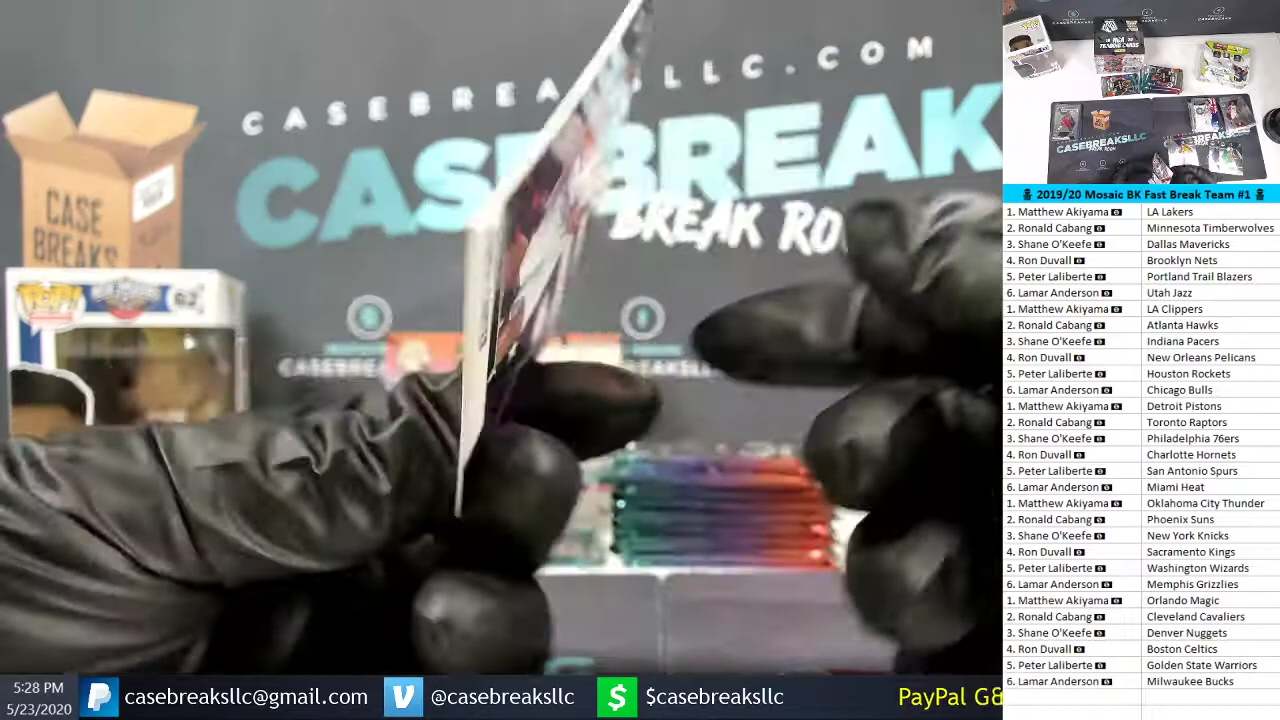 CASEBREA LLC.COM
CASEBREAK
BREAK RO
CASE
BREAKS
POP!
CASEBREA
BREAKSLL
CASEBREAKSLLC
2019/20 Mosaic BK Fast Break Team #1
1. Matthew Akiyama LA Lakers
2. Ronald Cabang Minnesota Timberwolves
3. Shane O'Keefe Dallas Mavericks
4. Ron Duvall Brooklyn Nets
5. Peter Laliberte Portland Trail Blazers
6. Lamar Anderson Utah Jazz
1. Matthew Akiyama LA Clippers
2. Ronald Cabang Atlanta Hawks
3. Shane O'Keefe Indiana Pacers
4. Ron Duvall New Orleans Pelicans
5. Peter Laliberte Houston Rockets
6. Lamar Anderson Chicago Bulls
1. Matthew Akiyama Detroit Pistons
2. Ronald Cabang Toronto Raptors
3. Shane O'Keefe Philadelphia 76ers
4. Ron Duvall Charlotte Hornets
5. Peter Laliberte San Antonio Spurs
6. Lamar Anderson Miami Heat
1. Matthew Akiyama Oklahoma City Thunder
2. Ronald Cabang Phoenix Suns
3. Shane O'Keefe New York Knicks
4. Ron Duvall Sacramento Kings
5. Peter Laliberte Washington Wizards
6. Lamar Anderson Memphis Grizzlies
1. Matthew Akiyama Orlando Magic
2. Ronald Cabang Cleveland Cavaliers
3. Shane O'Keefe Denver Nuggets
4. Ron Duvall Boston Celtics
5. Peter Laliberte Golden State Warriors
6. Lamar Anderson Milwaukee Bucks
5:28 PM
5/23/2020
casebreaksllc@gmail.com
@casebreaksllc
$casebreaksllc
PayPal G&